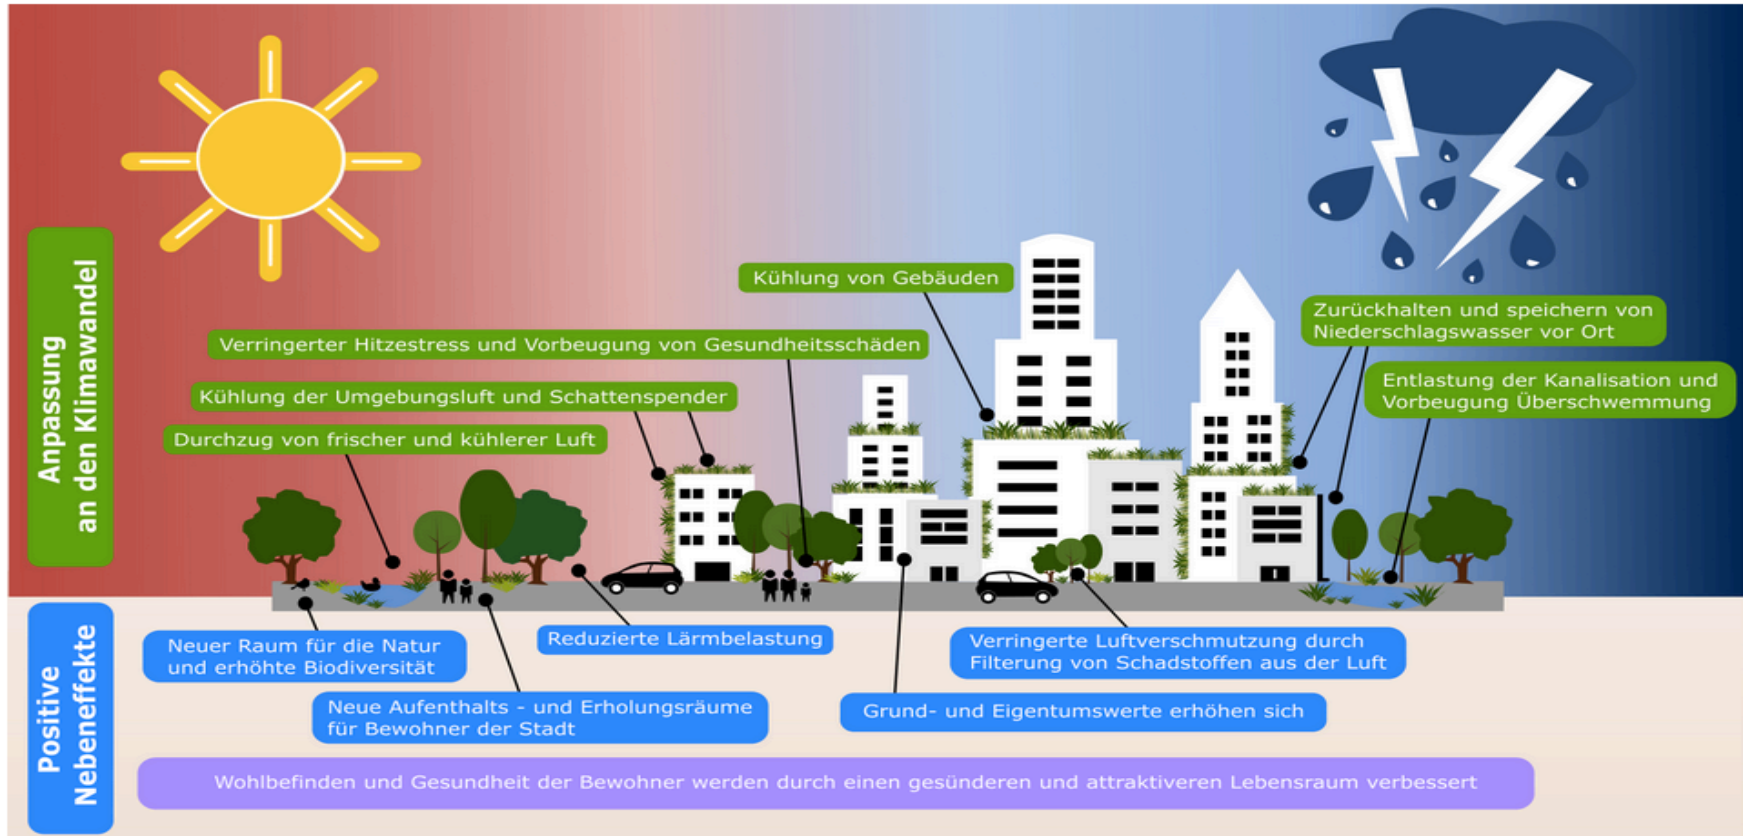 Anpassung
an den Klimawandel
Kühlung von Gebäuden
Verringerter Hitzestress und Vorbeugung von Gesundheitsschäden
Kühlung der Umgebungsluft und Schattenspender
Durchzug von frischer und kühlerer Luft
Zurückhalten und speichern von
Niederschlagswasser vor Ort
Entlastung der Kanalisation und
Vorbeugung Überschwemmung
Positive
Nebeneffekte
Neuer Raum für die Natur
und erhöhte Biodiversität
Reduzierte Lärmbelastung
Verringerte Luftverschmutzung durch
Filterung von Schadstoffen aus der Luft
Neue Aufenthalts - und Erholungsräume
für Bewohner der Stadt
Grund- und Eigentumswerte erhöhen sich
Wohlbefinden und Gesundheit der Bewohner werden durch einen gesünderen und attraktiveren Lebensraum verbessert